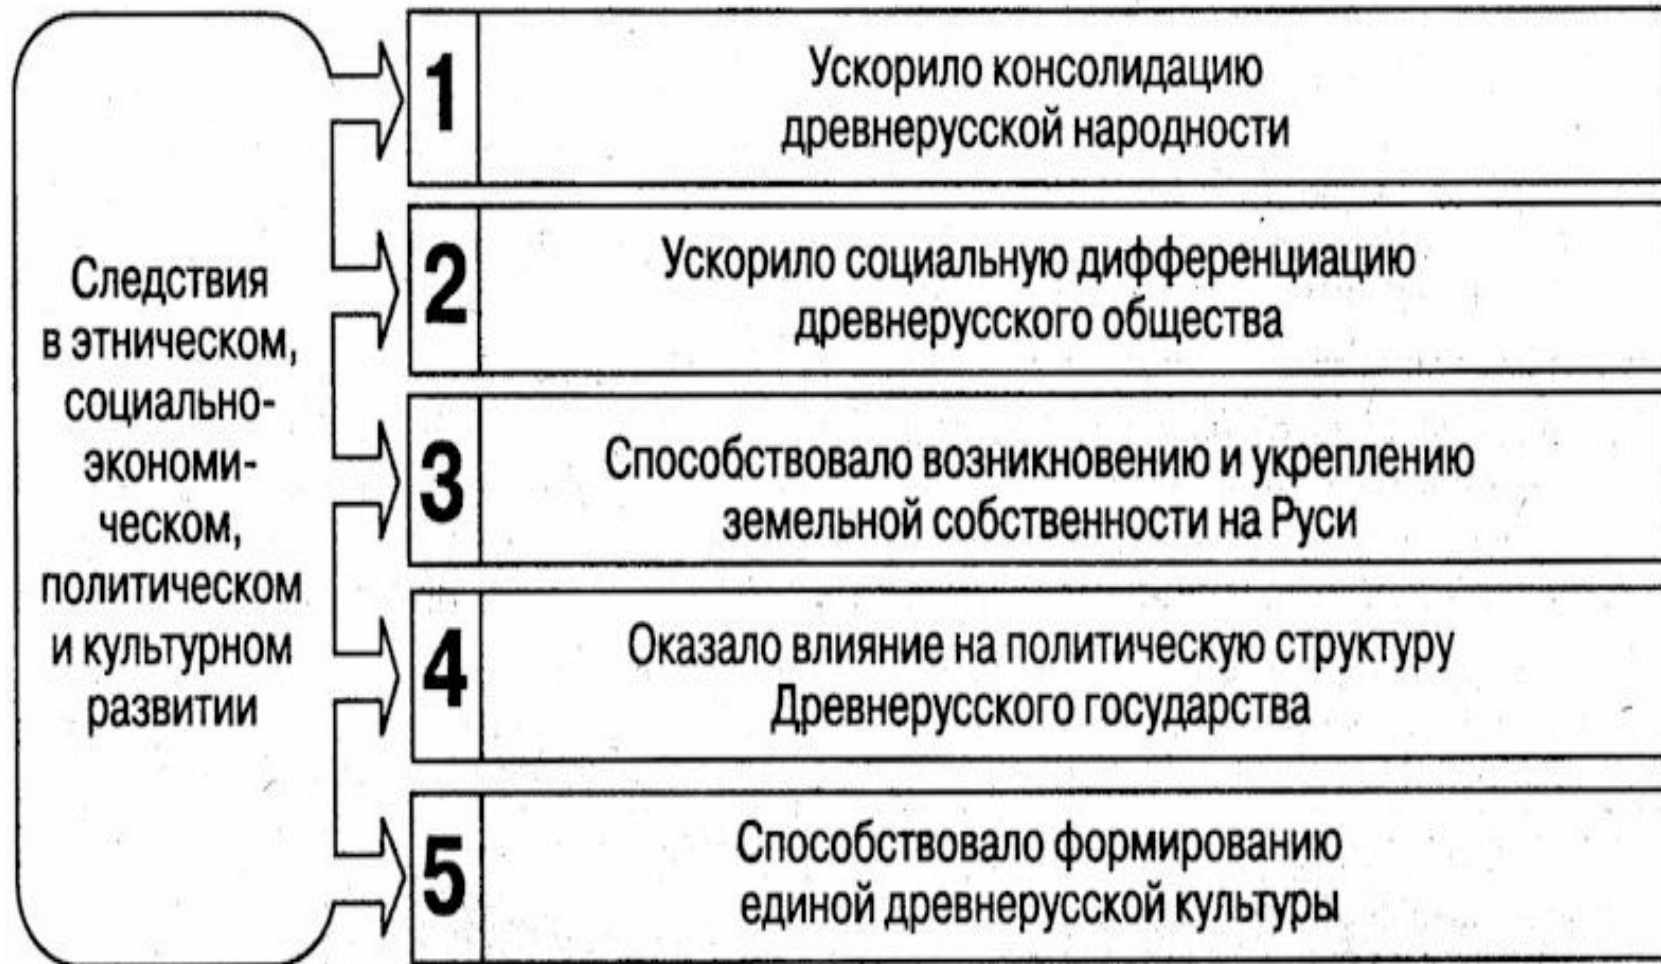 Следствия
в этническом,
социально-
экономи-
ческом,
политическом
и культурном
развитии
1
Ускорило консолидацию
древнерусской народности
2
Ускорило социальную дифференциацию
древнерусского общества
3
Способствовало возникновению и укреплению
земельной собственности на Руси
4
Оказало влияние на политическую структуру
Древнерусского государства
5
Способствовало формированию
единой древнерусской культуры